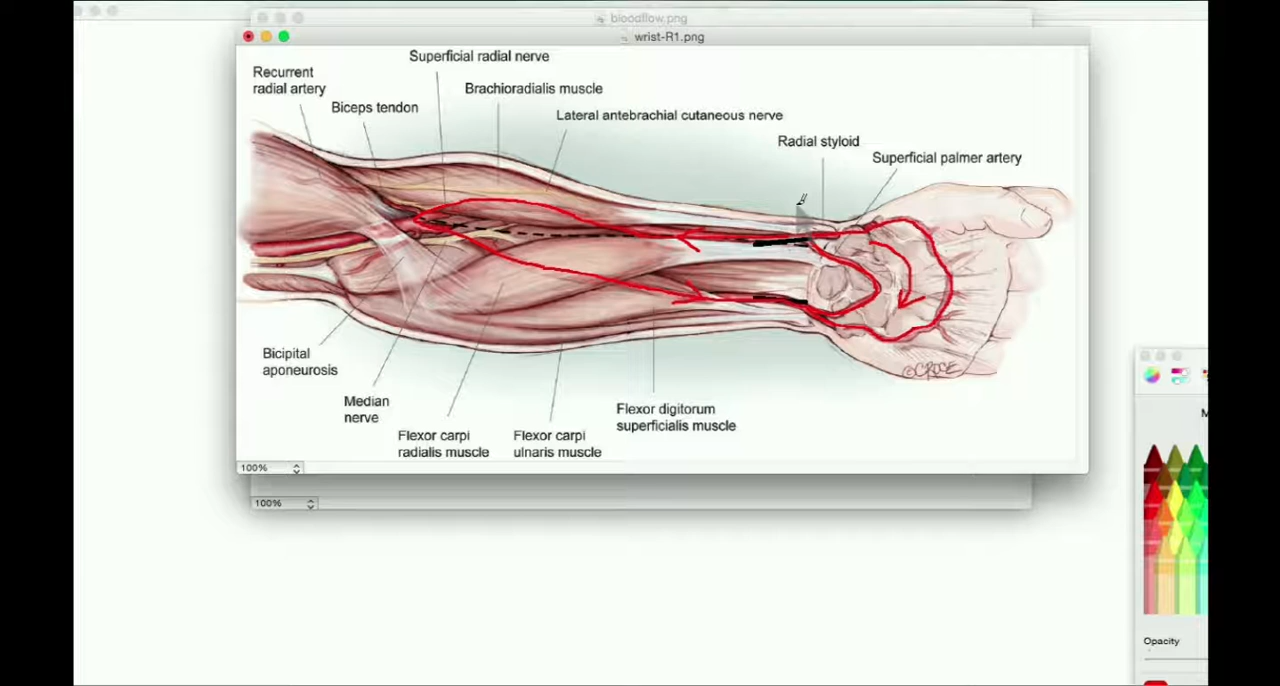 bloodflow.png
wrist-R1.png
Superficial radial nerve
Recurrent
radial artery
Brachioradialis muscle
Biceps tendon
Lateral antebrachial cutaneous nerve
Radial styloid
Superficial palmer artery
Bicipital
aponeurosis
Median
nerve
Flexor carpi
radialis muscle
Flexor carpi
ulnaris muscle
Flexor digitorum
superficialis muscle
©CROCE
100%
100%
M
Opacity